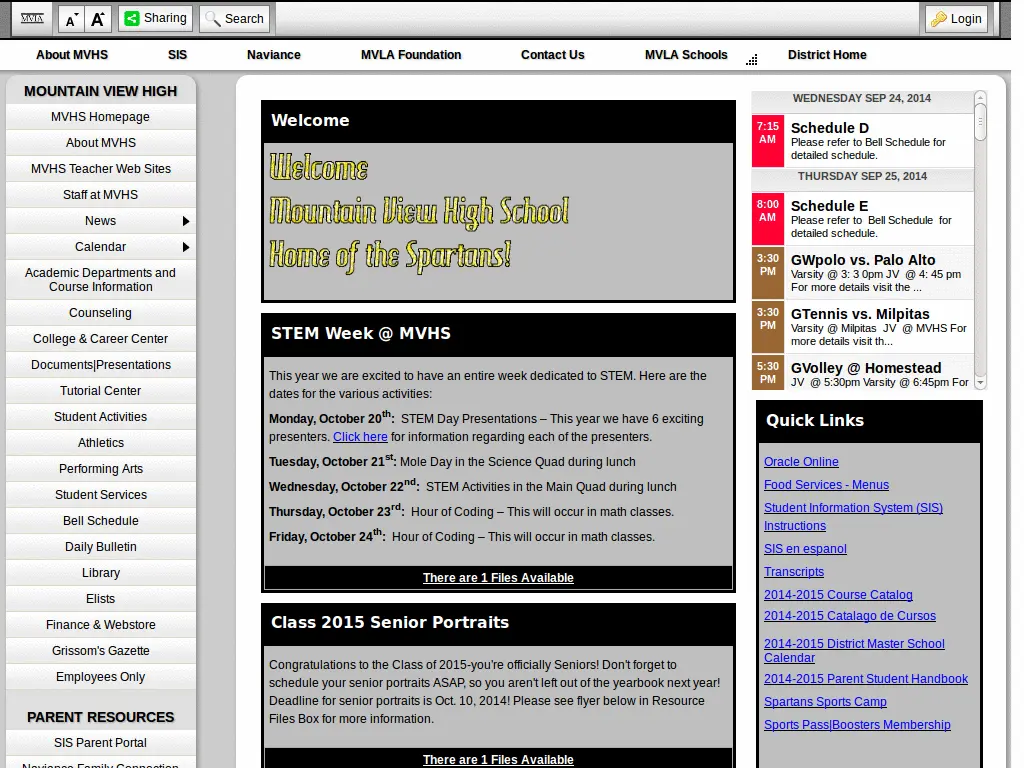 MVLA
A
A
Sharing
Search
Login
About MVHS
SIS
Naviance
MVLA Foundation
Contact Us
MVLA Schools
District Home
MOUNTAIN VIEW HIGH
MVHS Homepage
About MVHS
MVHS Teacher Web Sites
Staff at MVHS
News
Calendar
Academic Departments and
Course Information
Counseling
College & Career Center
Documents|Presentations
Tutorial Center
Student Activities
Athletics
Performing Arts
Student Services
Bell Schedule
Daily Bulletin
Library
Elists
Finance & Webstore
Grissom's Gazette
Employees Only
PARENT RESOURCES
SIS Parent Portal
Naviance Family Connection
Welcome
Welcome
Mountain View High School
Home of the Spartans!
STEM Week @ MVHS
This year we are excited to have an entire week dedicated to STEM. Here are the
dates for the various activities:
Monday, October 20th: STEM Day Presentations – This year we have 6 exciting
presenters. Click here for information regarding each of the presenters.
Tuesday, October 21st: Mole Day in the Science Quad during lunch
Wednesday, October 22nd: STEM Activities in the Main Quad during lunch
Thursday, October 23rd: Hour of Coding – This will occur in math classes.
Friday, October 24th: Hour of Coding – This will occur in math classes.
There are 1 Files Available
Class 2015 Senior Portraits
Congratulations to the Class of 2015-you're officially Seniors! Don't forget to
schedule your senior portraits ASAP, so you aren't left out of the yearbook next year!
Deadline for senior portraits is Oct. 10, 2014! Please see flyer below in Resource
Files Box for more information.
There are 1 Files Available
WEDNESDAY SEP 24, 2014
7:15
AM
Schedule D
Please refer to Bell Schedule for
detailed schedule.
THURSDAY SEP 25, 2014
8:00
AM
Schedule E
Please refer to Bell Schedule for
detailed schedule.
3:30
PM
GWpolo vs. Palo Alto
Varsity @ 3: 3 0pm JV @ 4: 45 pm
For more details visit the ...
3:30
PM
GTennis vs. Milpitas
Varsity @ Milpitas JV @ MVHS For
more details visit th...
5:30
PM
GVolley @ Homestead
JV @ 5:30pm Varsity @ 6:45pm For
Quick Links
Oracle Online
Food Services - Menus
Student Information System (SIS)
Instructions
SIS en espanol
Transcripts
2014-2015 Course Catalog
2014-2015 Catalago de Cursos
2014-2015 District Master School
Calendar
2014-2015 Parent Student Handbook
Spartans Sports Camp
Sports Pass|Boosters Membership